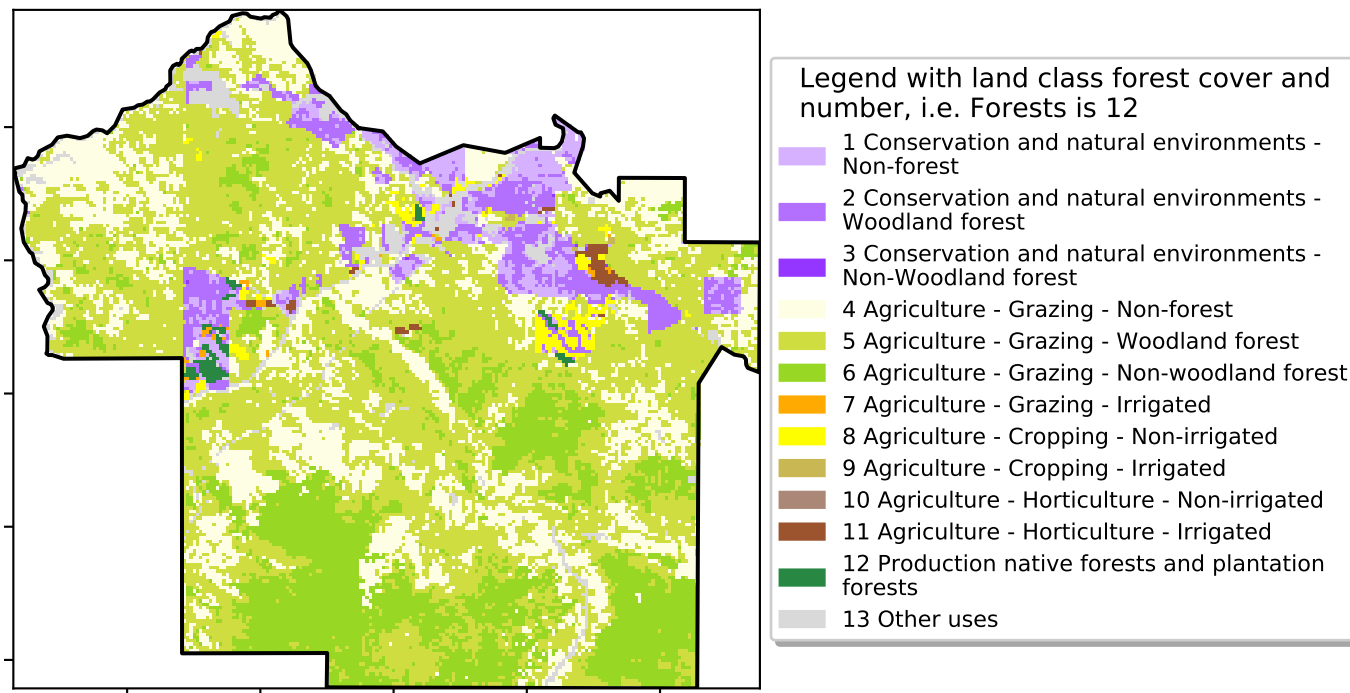 Legend with land class forest cover and
number, i.e. Forests is 12
1 Conservation and natural environments -
Non-forest
2 Conservation and natural environments -
Woodland forest
3 Conservation and natural environments -
Non-Woodland forest
4 Agriculture - Grazing - Non-forest
5 Agriculture - Grazing - Woodland forest
6 Agriculture - Grazing - Non-woodland forest
7 Agriculture - Grazing - Irrigated
8 Agriculture - Cropping - Non-irrigated
9 Agriculture - Cropping - Irrigated
10 Agriculture - Horticulture - Non-irrigated
11 Agriculture - Horticulture - Irrigated
12 Production native forests and plantation
forests
13 Other uses